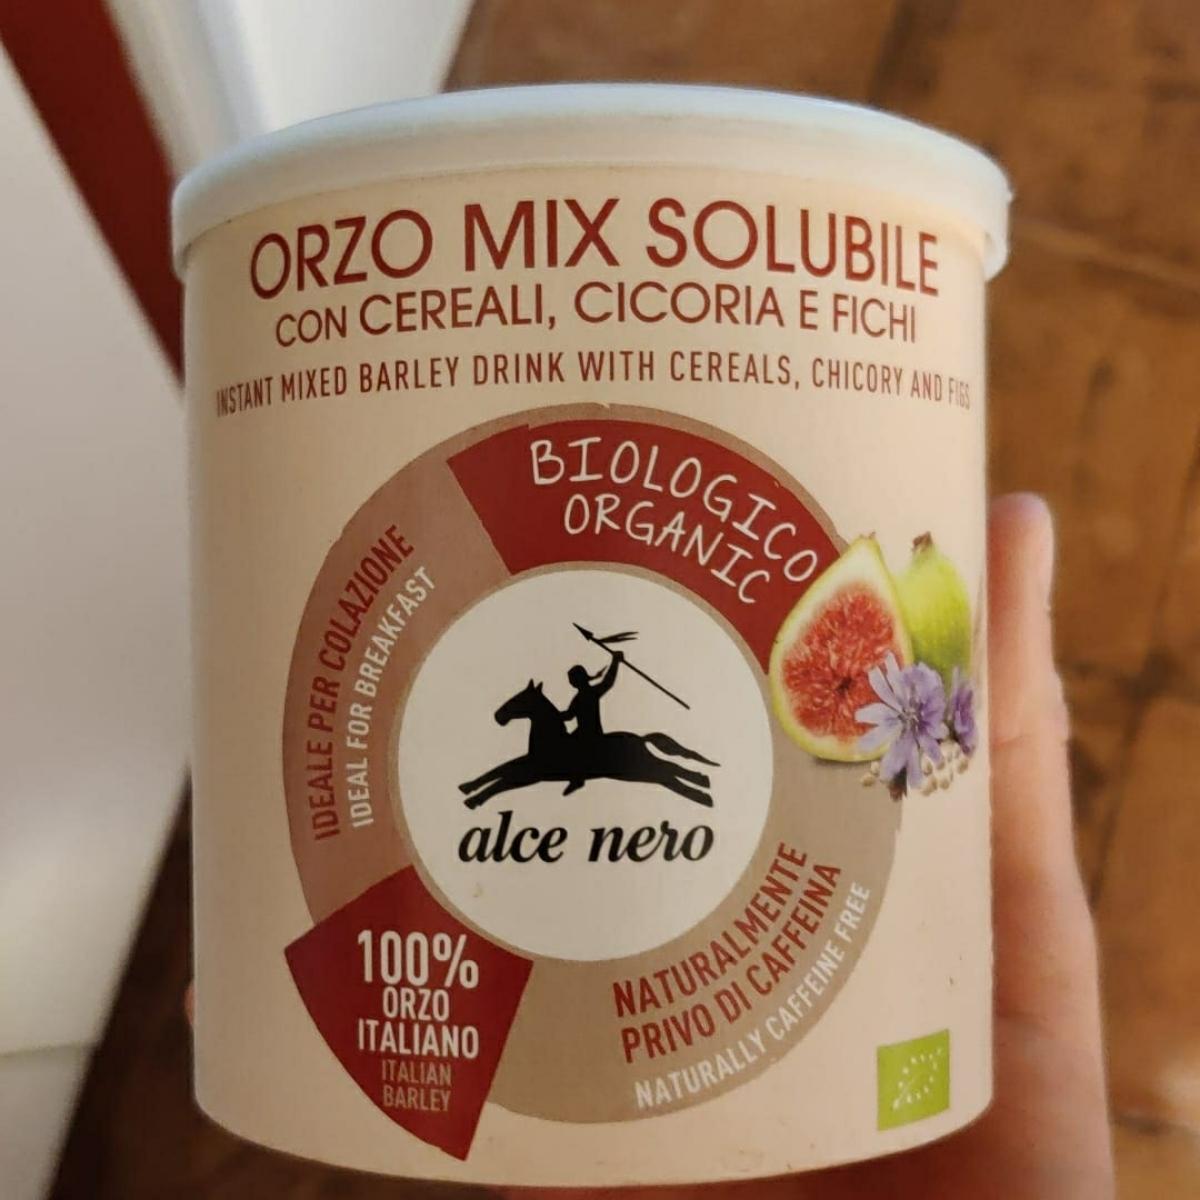 ORZO MIX SOLUBILE
CON CEREALI, CICORIA E FICHI
INSTANT MIXED BARLEY DRINK WITH CEREALS, CHICORY AND FIGS
BIOLOGICO
ORGANIC
IDEALE PER COLAZIONE
IDEAL FOR BREAKFAST
alce nero
100%
ORZO
ITALIANO
ITALIAN
BARLEY
NATURALMENTE
PRIVO DI CAFFEINA
NATURALLY CAFFEINE FREE